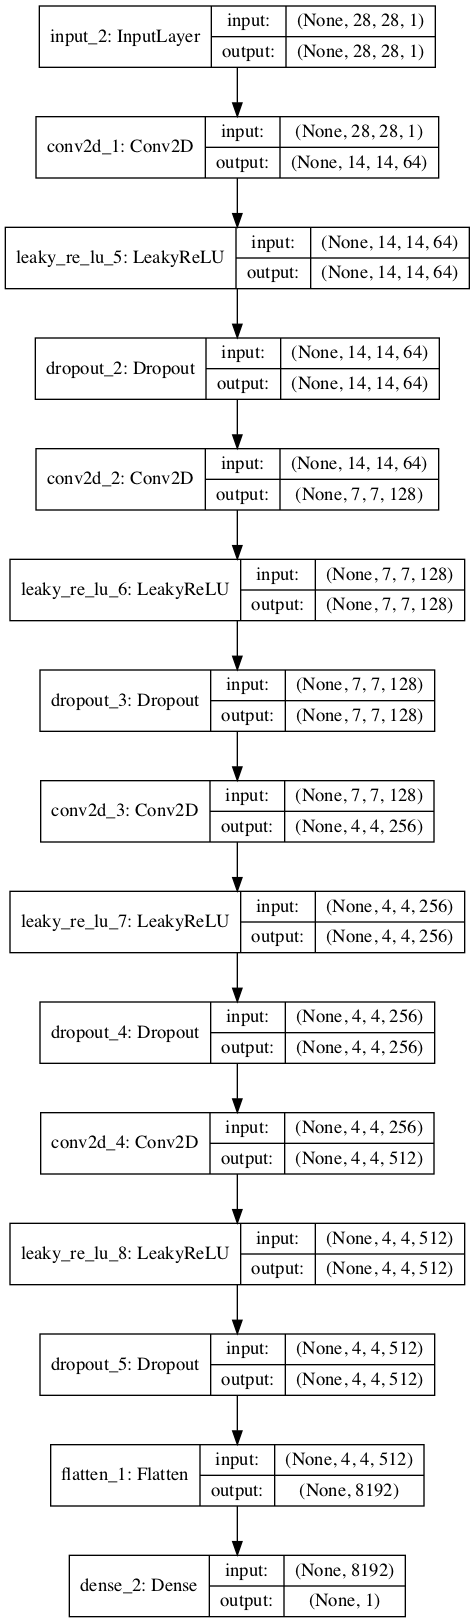 input_2: InputLayer
input: (None, 28, 28, 1)
output: (None, 28, 28, 1)
conv2d_1: Conv2D
input: (None, 28, 28, 1)
output: (None, 14, 14, 64)
leaky_re_lu_5: LeakyReLU
input: (None, 14, 14, 64)
output: (None, 14, 14, 64)
dropout_2: Dropout
input: (None, 14, 14, 64)
output: (None, 14, 14, 64)
conv2d_2: Conv2D
input: (None, 14, 14, 64)
output: (None, 7, 7, 128)
leaky_re_lu_6: LeakyReLU
input: (None, 7, 7, 128)
output: (None, 7, 7, 128)
dropout_3: Dropout
input: (None, 7, 7, 128)
output: (None, 7, 7, 128)
conv2d_3: Conv2D
input: (None, 7, 7, 128)
output: (None, 4, 4, 256)
leaky_re_lu_7: LeakyReLU
input: (None, 4, 4, 256)
output: (None, 4, 4, 256)
dropout_4: Dropout
input: (None, 4, 4, 256)
output: (None, 4, 4, 256)
conv2d_4: Conv2D
input: (None, 4, 4, 256)
output: (None, 4, 4, 512)
leaky_re_lu_8: LeakyReLU
input: (None, 4, 4, 512)
output: (None, 4, 4, 512)
dropout_5: Dropout
input: (None, 4, 4, 512)
output: (None, 4, 4, 512)
flatten_1: Flatten
input: (None, 4, 4, 512)
output: (None, 8192)
dense_2: Dense
input: (None, 8192)
output: (None, 1)